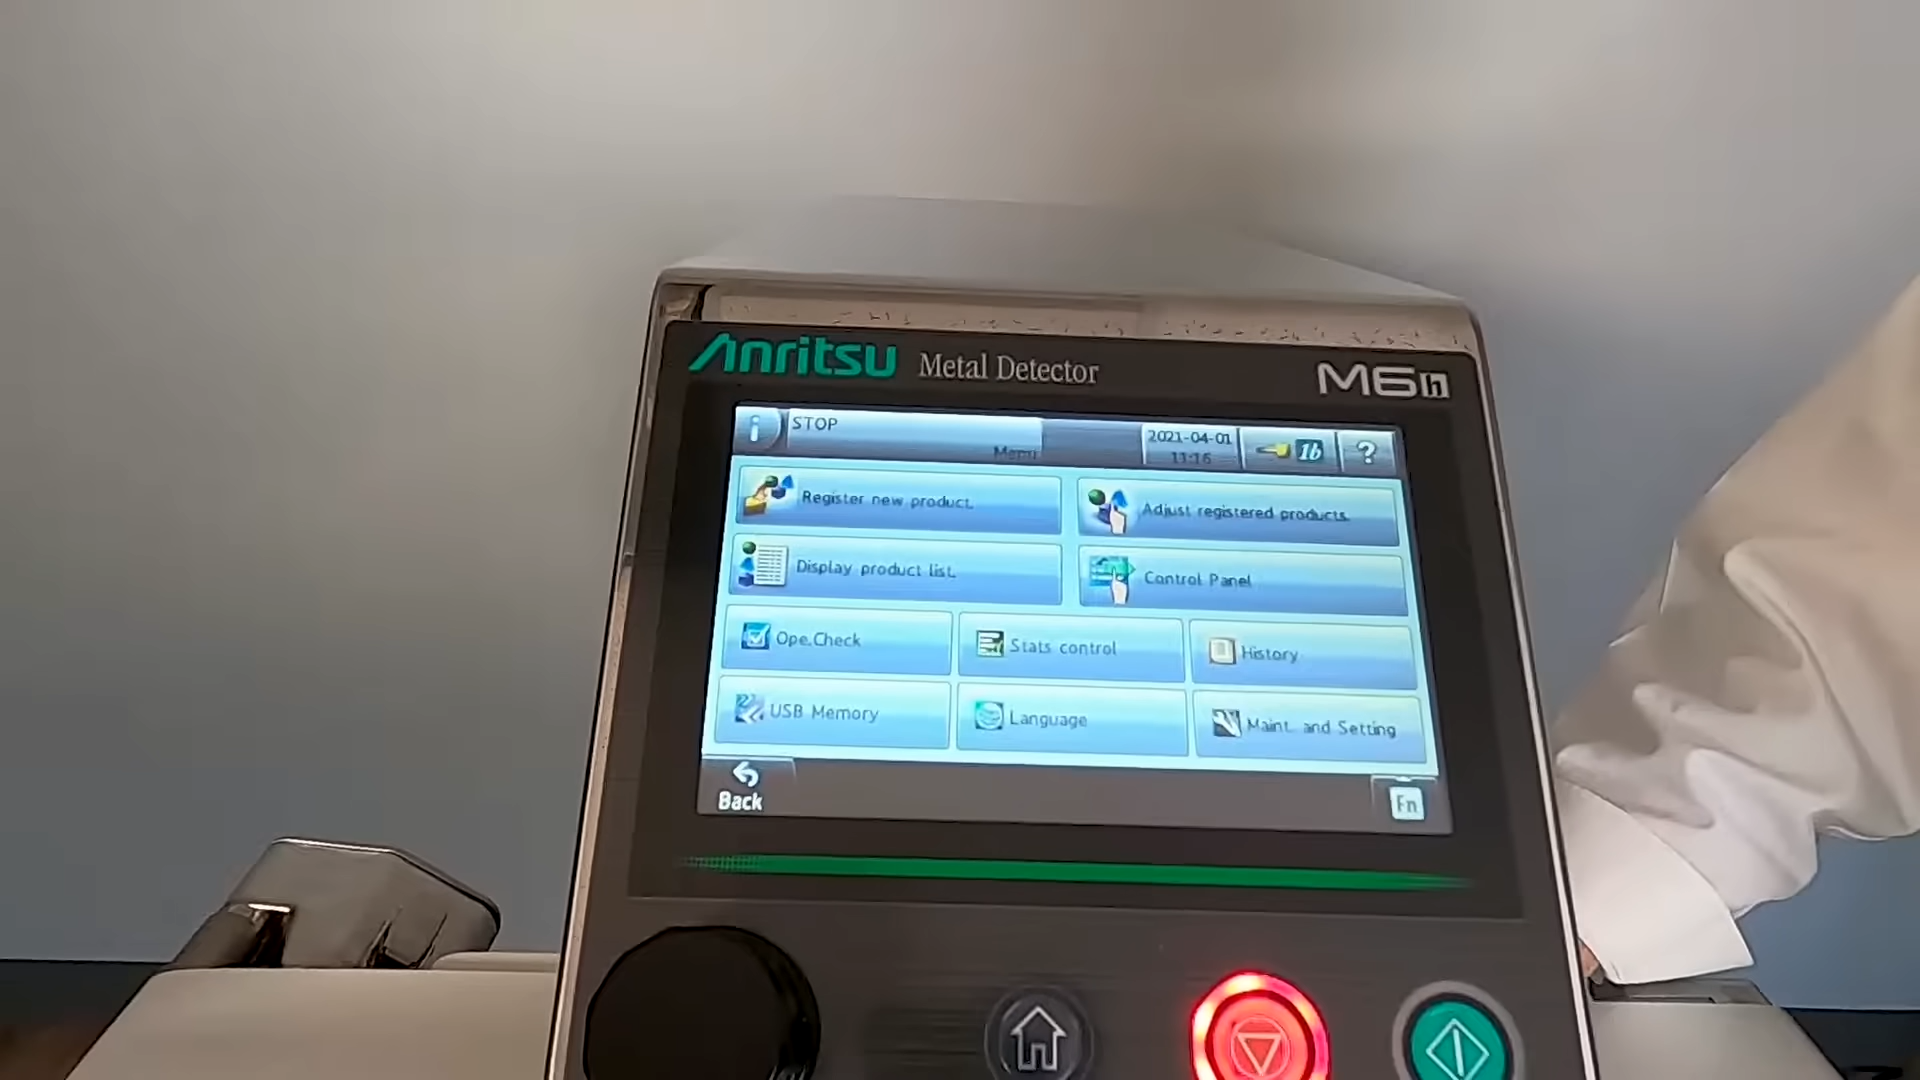 Anritsu Metal Detector M6h
STOP
Menu
2021-04-01
11:16
1b
?
Register new product.
Adjust registered products.
Display product list.
Control Panel
Ope.Check
Stats control
History
USB Memory
Language
Maint. and Setting
Back
Fn